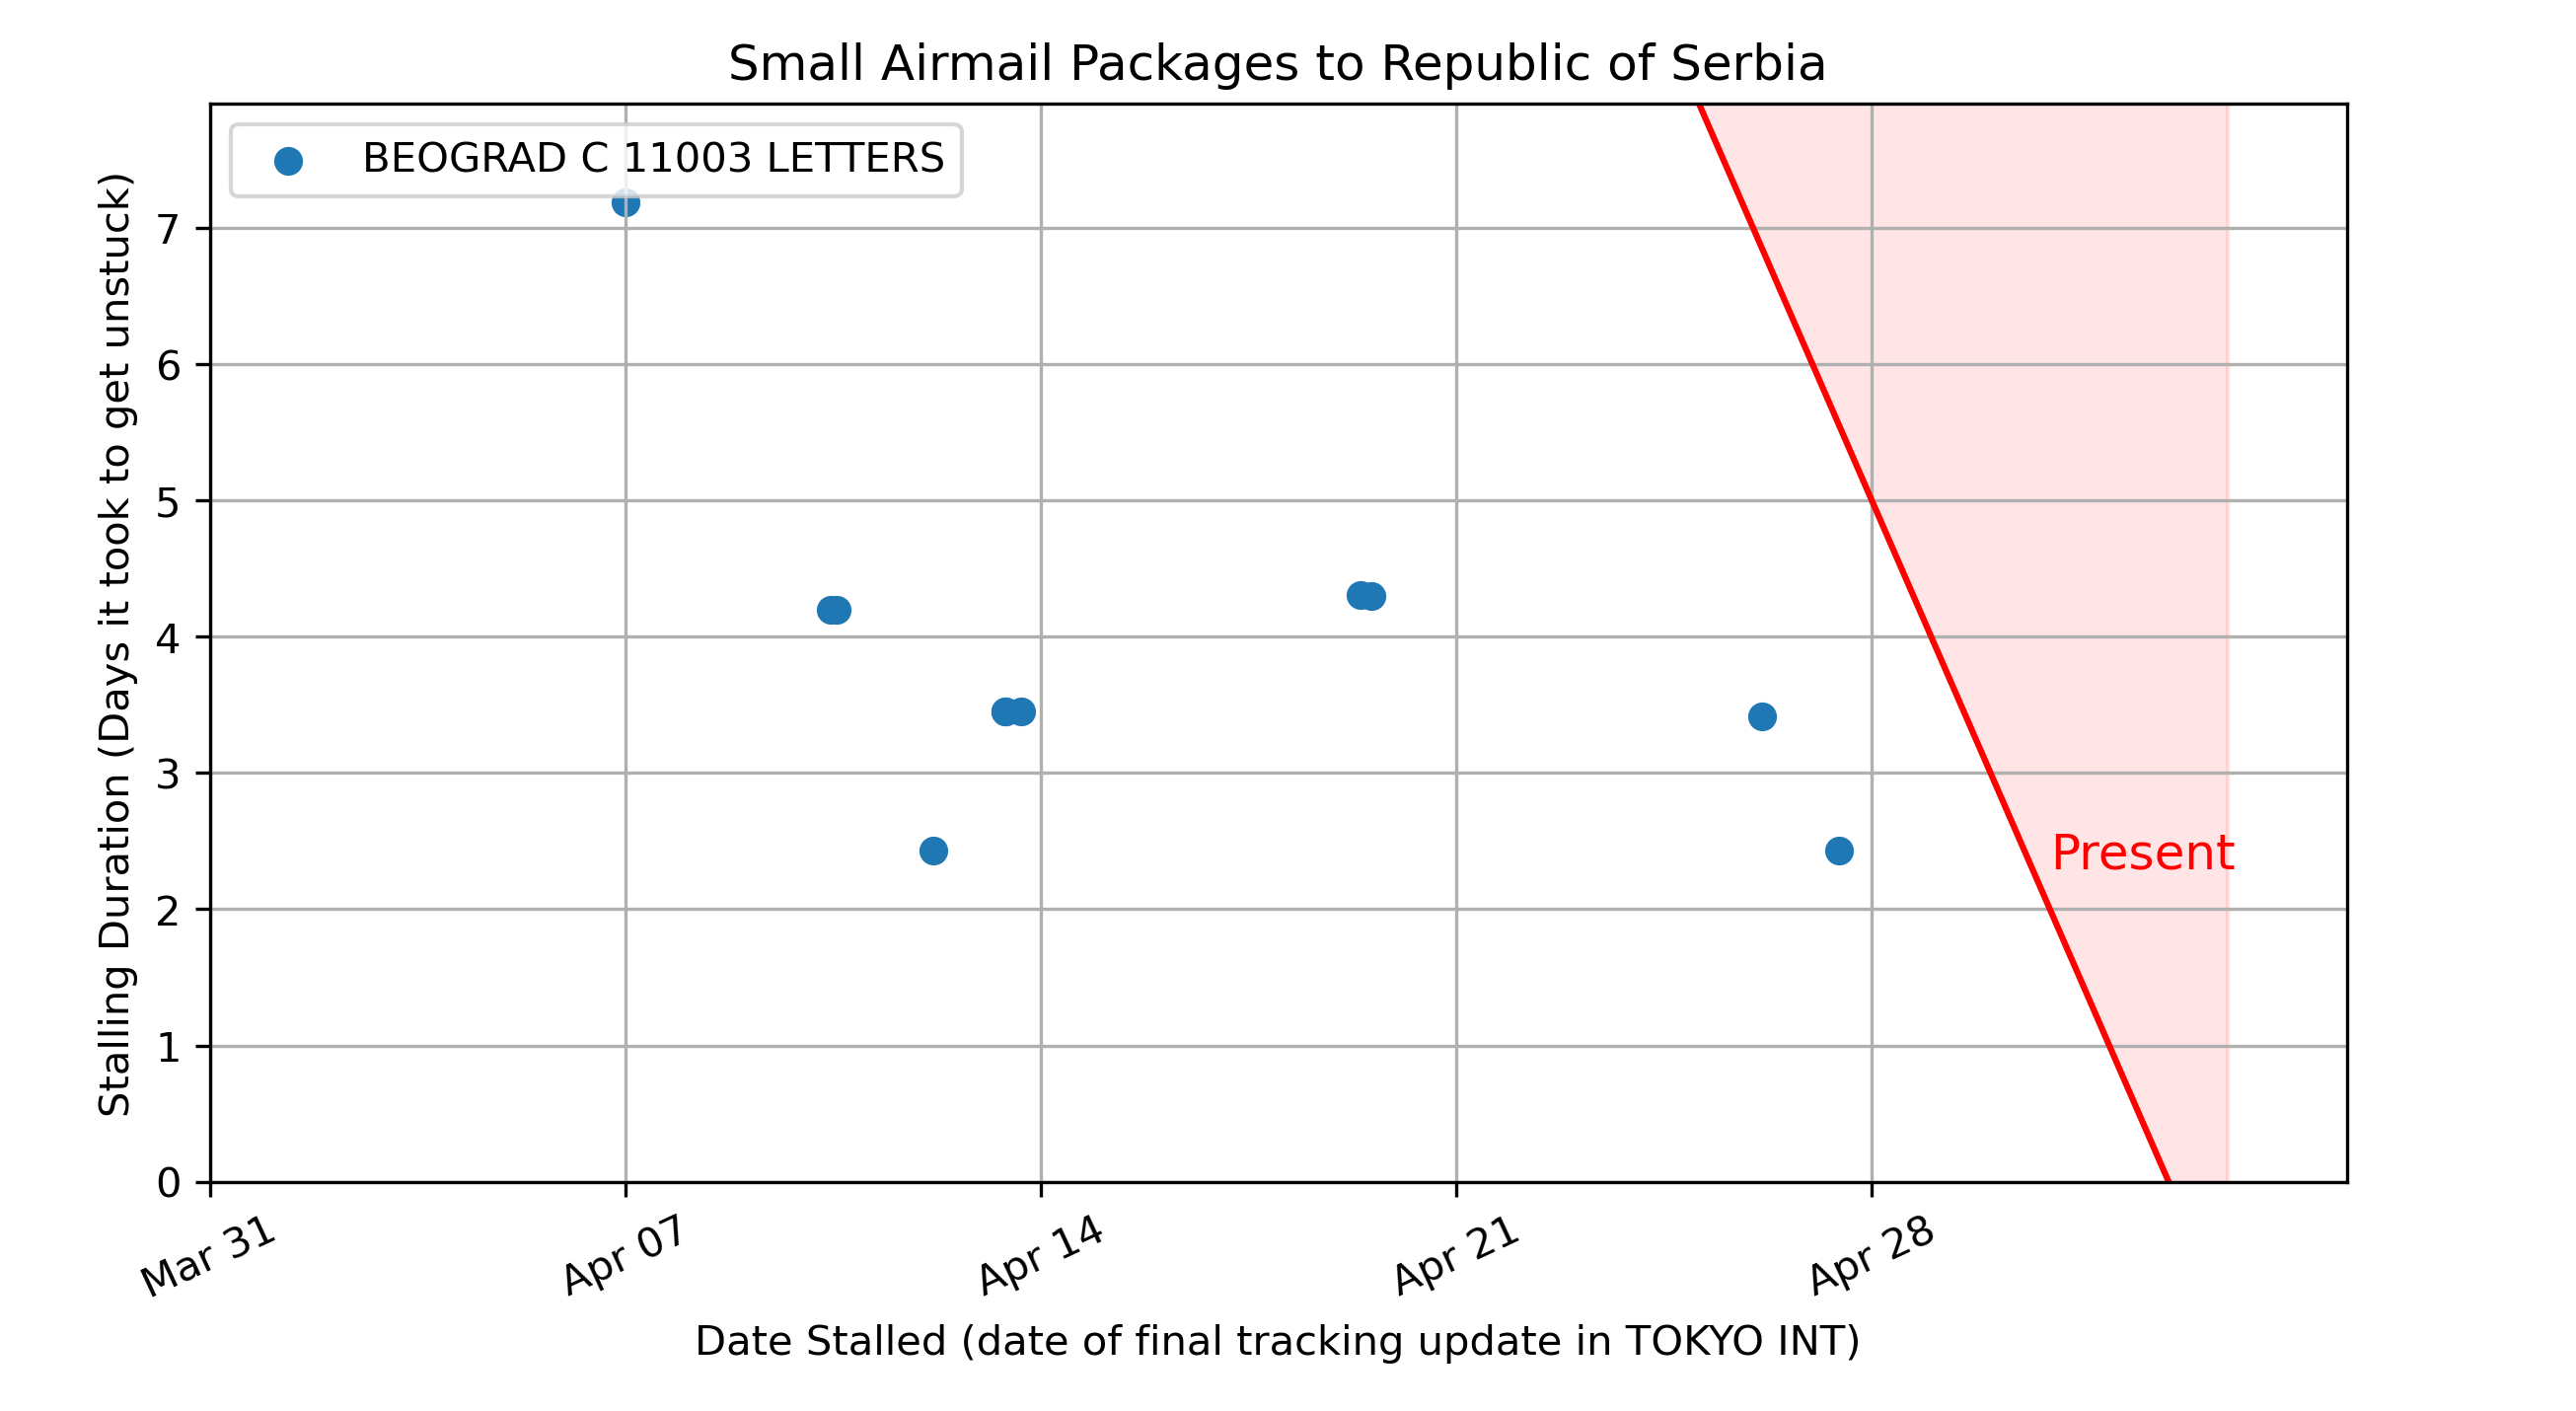 Small Airmail Packages to Republic of Serbia
BEOGRAD C 11003 LETTERS
Stalling Duration (Days it took to get unstuck)
7
6
5
4
3
2
1
0
Present
Mar 31
Apr 07
Apr 14
Apr 21
Apr 28
Date Stalled (date of final tracking update in TOKYO INT)